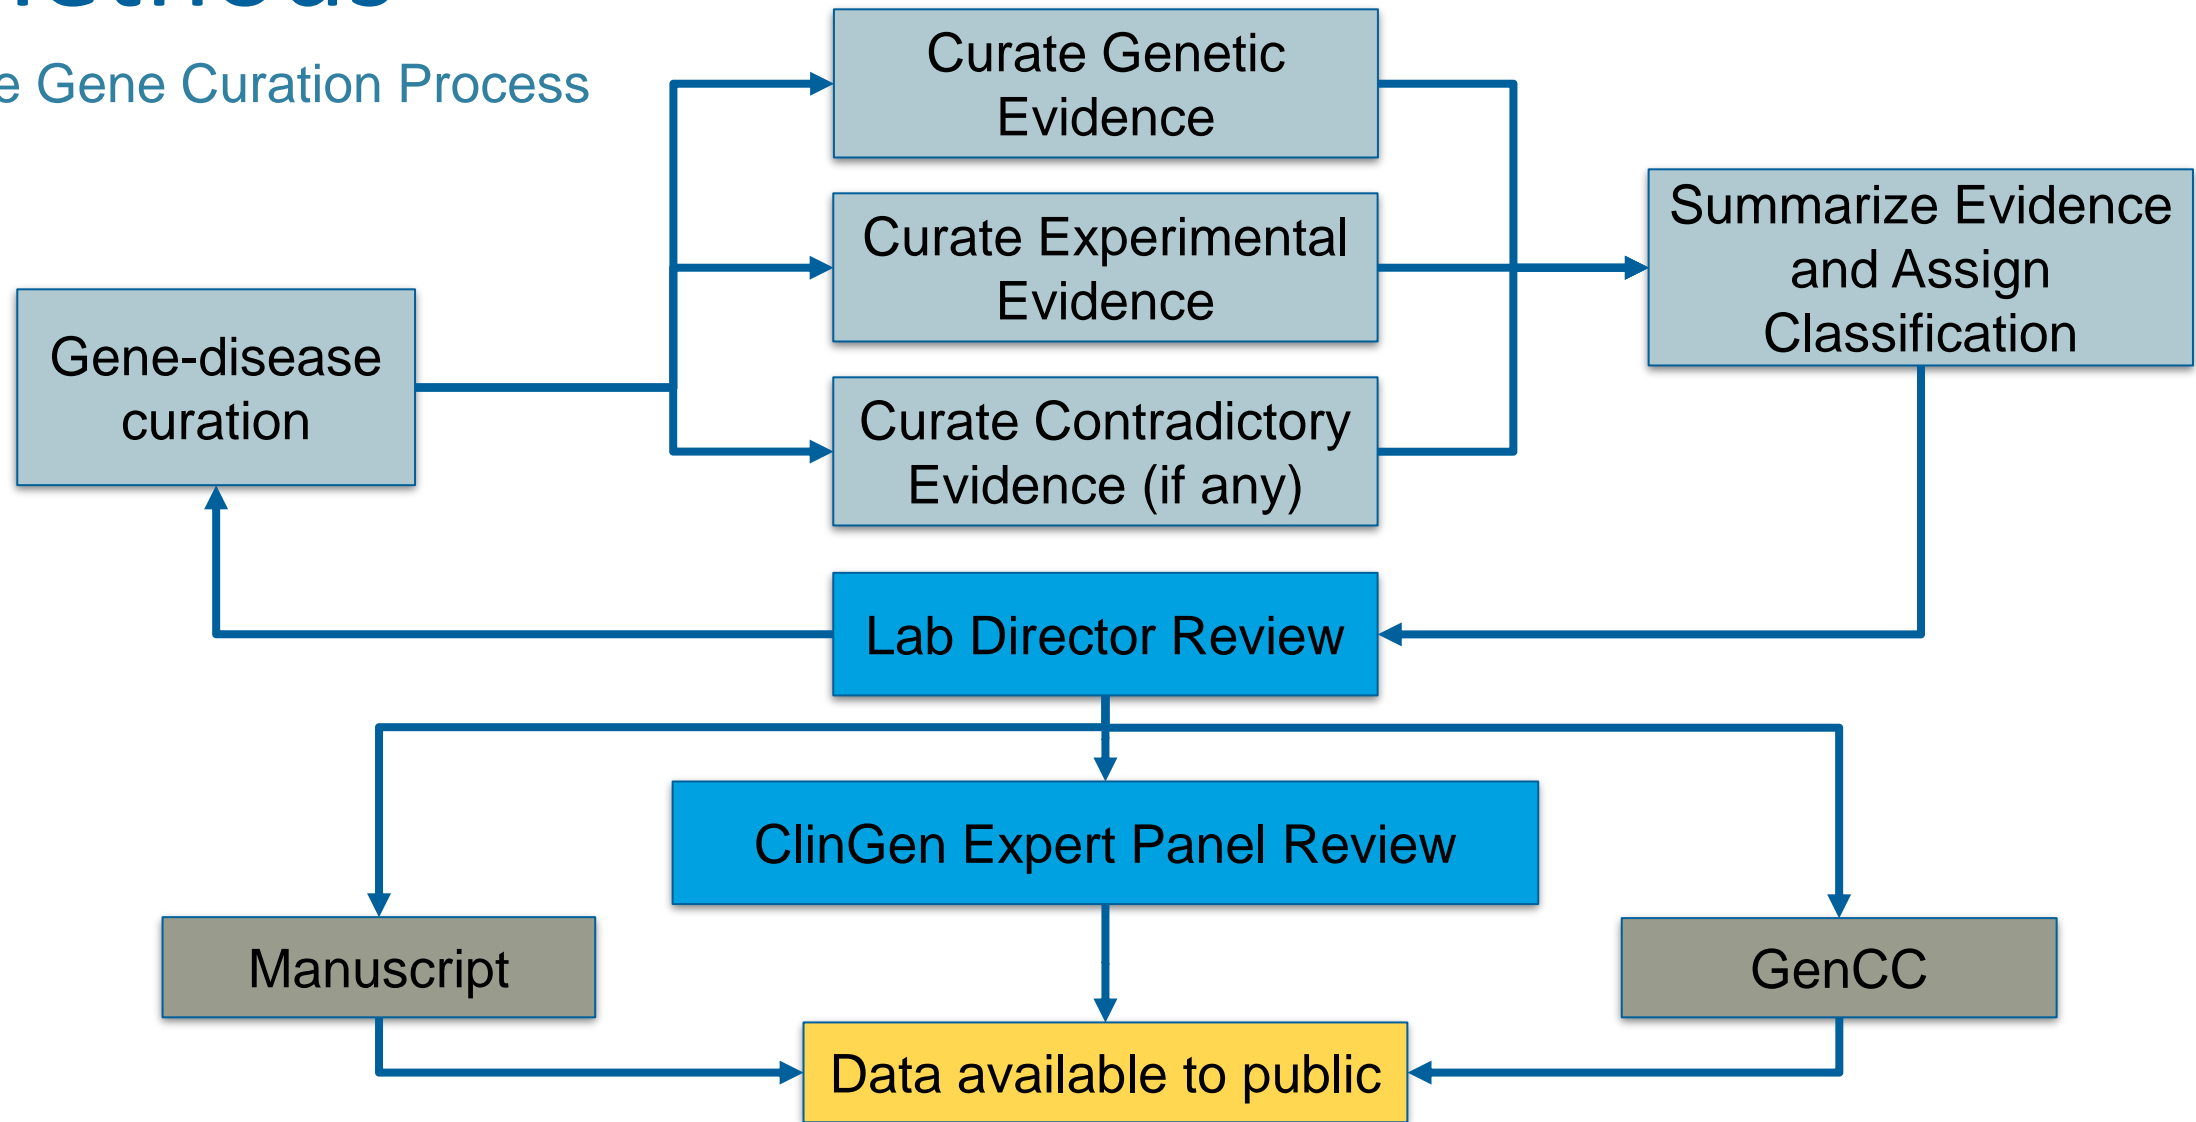 e Gene Curation Process
Curate Genetic
Evidence
Curate Experimental
Evidence
Summarize Evidence
and Assign
Classification
Gene-disease
curation
Curate Contradictory
Evidence (if any)
Lab Director Review
ClinGen Expert Panel Review
Manuscript
GenCC
Data available to public